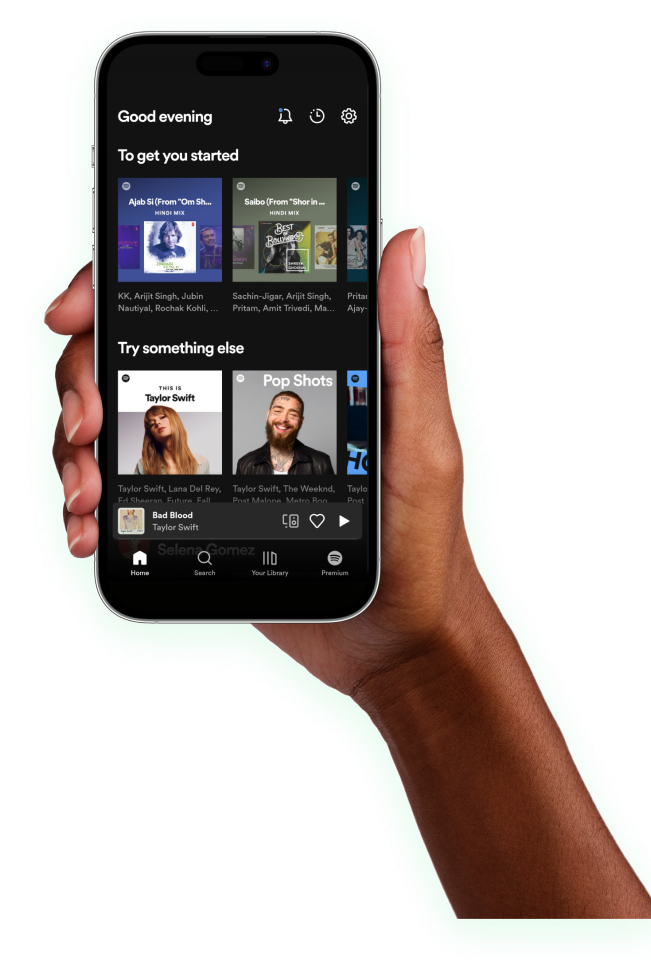 Good evening
To get you started
Ajab Si (From "Om Sh...
HINDI MIX
Saibo (From "Shor in ...
HINDI MIX
BEST
OF
BOLLYWOOD
SHREYA
GHOSHAL
KK, Arijit Singh, Jubin
Nautiyal, Rochak Kohli, ...
Sachin-Jigar, Arijit Singh,
Pritam, Amit Trivedi, Ma...
Ajay-
Try something else
THIS IS
Taylor Swift
Pop Shots
Taylor Swift, Lana Del Rey,
Ed Sheeran, Future, Fall
Taylor Swift, The Weeknd,
Post Malone, Metro Boo
Post
Bad Blood
Taylor Swift
Selena Gomez
Home
Search
Your Library
Premium